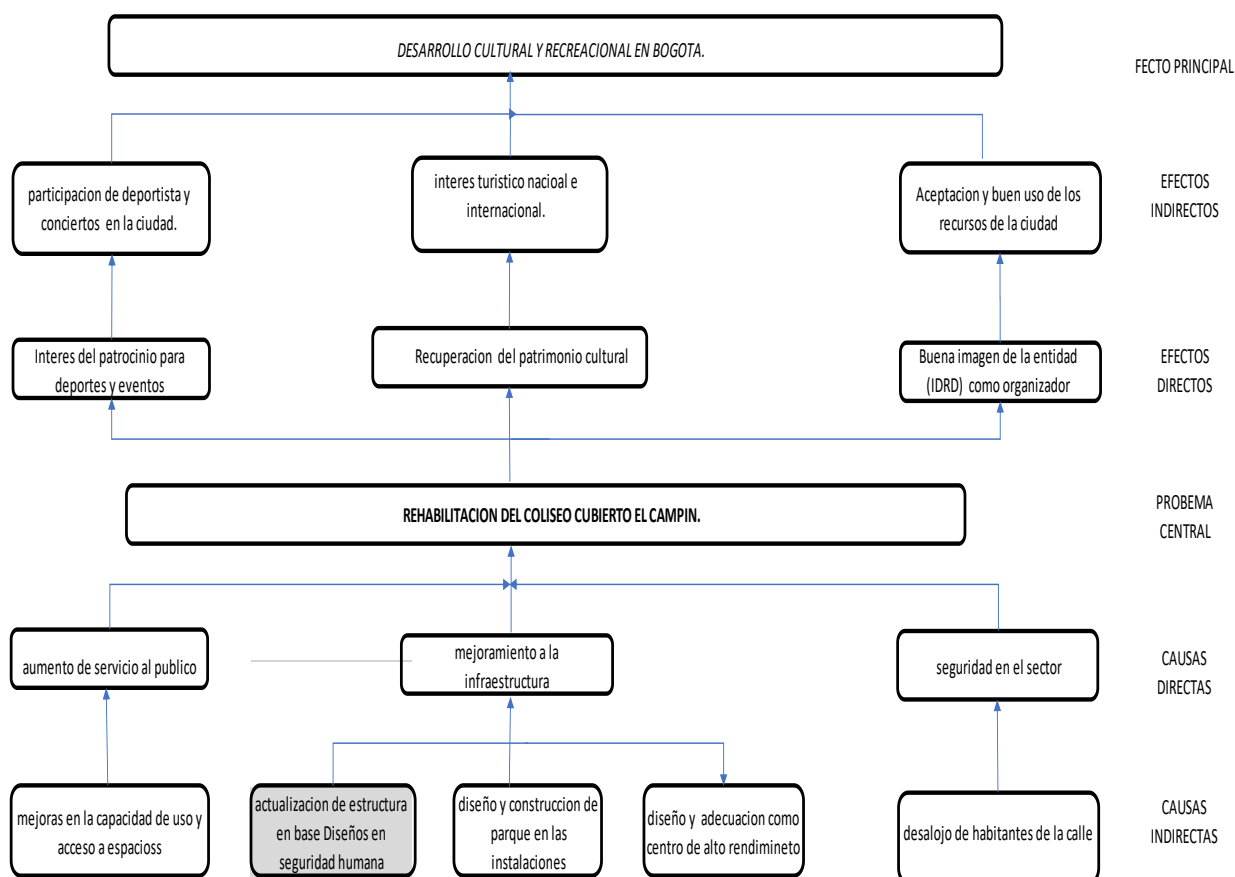 DESARROLLO CULTURAL Y RECREACIONAL EN BOGOTA.
FECTO PRINCIPAL
participacion de deportista y
conciertos en la ciudad.
interes turistico nacioal e
internacional.
Aceptacion y buen uso de los
recursos de la ciudad
EFECTOS
INDIRECTOS
Interes del patrocinio para
deportes y eventos
Recuperacion del patrimonio cultural
Buena imagen de la entidad
(IDRD) como organizador
EFECTOS
DIRECTOS
REHABILITACION DEL COLISEO CUBIERTO EL CAMPIN.
PROBEMA
CENTRAL
aumento de servicio al publico
mejoramiento a la
infraestructura
seguridad en el sector
CAUSAS
DIRECTAS
mejoras en la capacidad de uso y
acceso a espacioss
actualizacion de estructura
en base Diseños en
seguridad humana
diseño y construccion de
parque en las
instalaciones
diseño y adecuacion como
centro de alto rendimineto
desalojo de habitantes de la calle
CAUSAS
INDIRECTAS